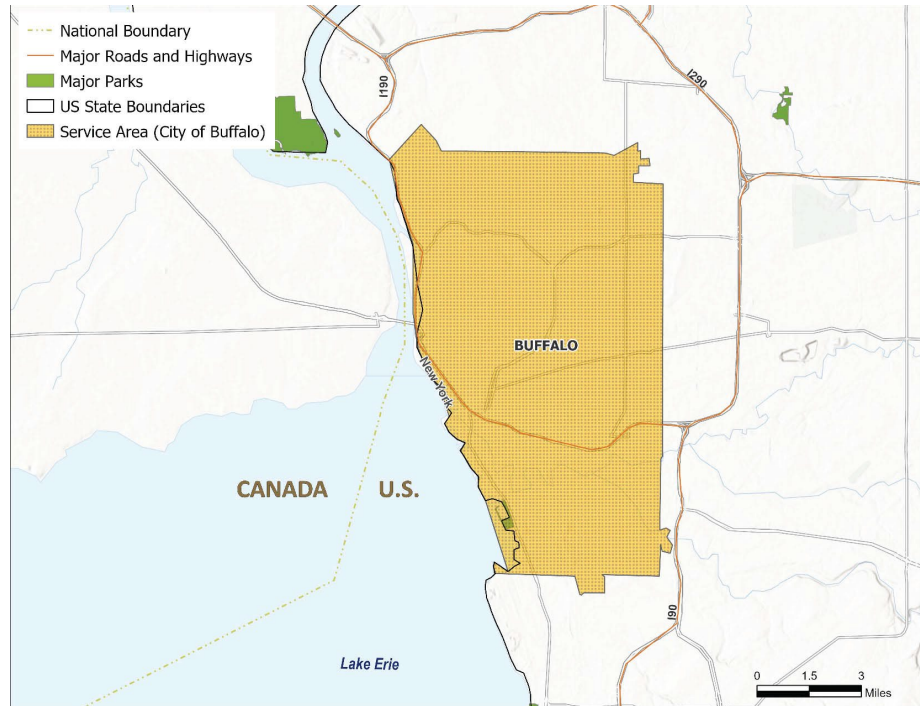 National Boundary
Major Roads and Highways
Major Parks
US State Boundaries
Service Area (City of Buffalo)
I190
I290
BUFFALO
New York
CANADA
U.S.
I90
Lake Erie
0 1.5 3
Miles